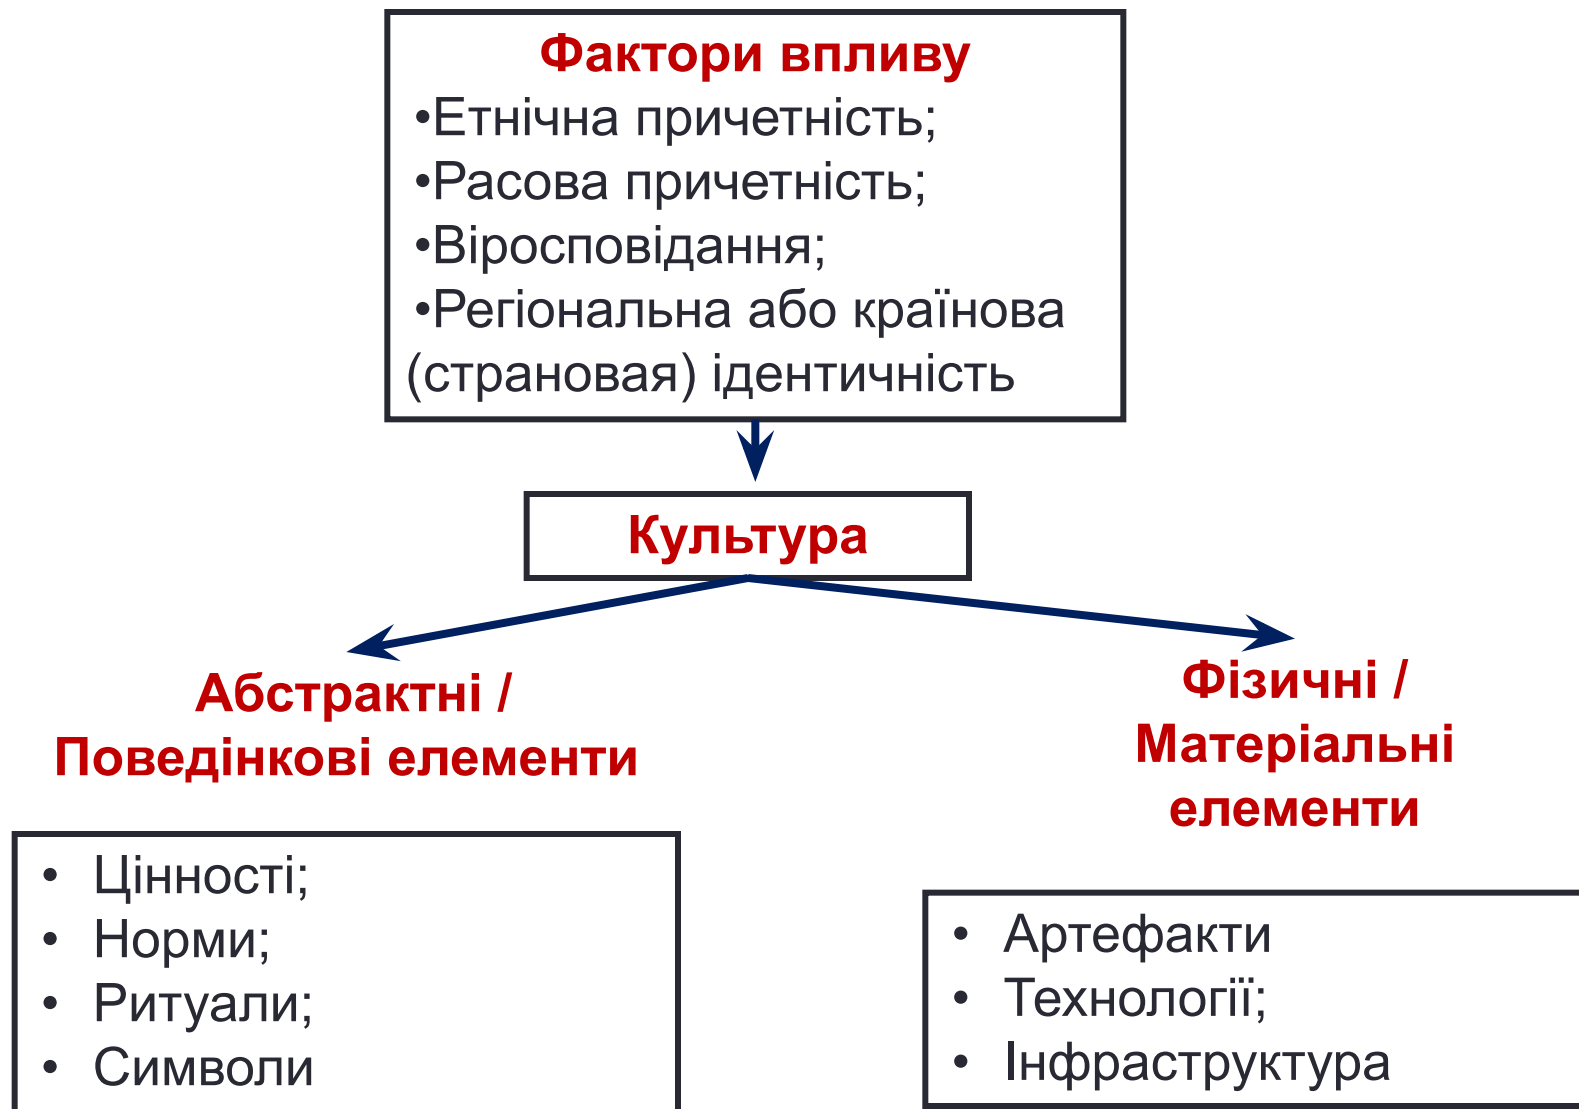 Фактори впливу
•Етнічна причетність;
•Расова причетність;
•Віросповідання;
•Регіональна або країнова
(страновая) ідентичність
Культура
Абстрактні /
Поведінкові елементи
• Цінності;
• Норми;
• Ритуали;
• Символи
Фізичні /
Матеріальні
елементи
• Артефакти
• Технології;
• Інфраструктура